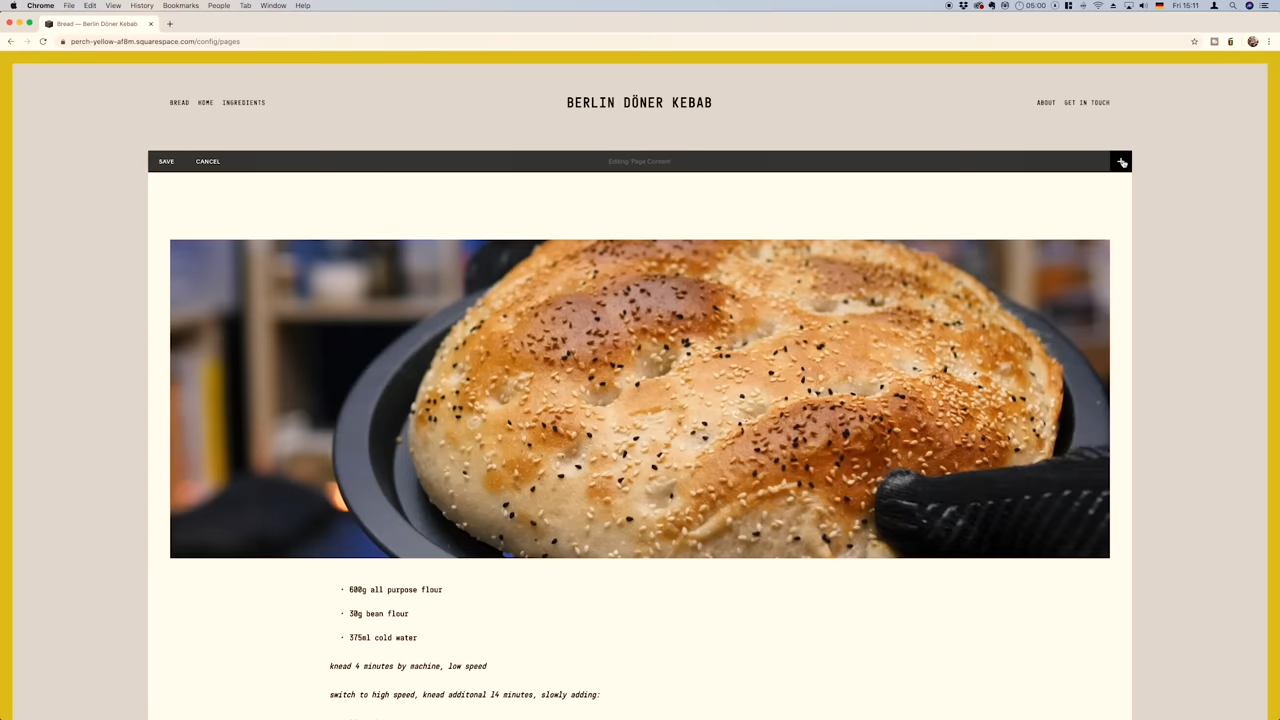 Chrome File Edit View History Bookmarks People Tab Window Help 05:00 Fri 15:11
Bread — Berlin Döner Kebab
perch-yellow-af8m.squarespace.com/config/pages
BREAD HOME INGREDIENTS BERLIN DÖNER KEBAB ABOUT GET IN TOUCH
SAVE CANCEL Editing 'Page Content'
· 600g all purpose flour
· 30g bean flour
· 375ml cold water
knead 4 minutes by machine, low speed
switch to high speed, knead additonal 14 minutes, slowly adding: